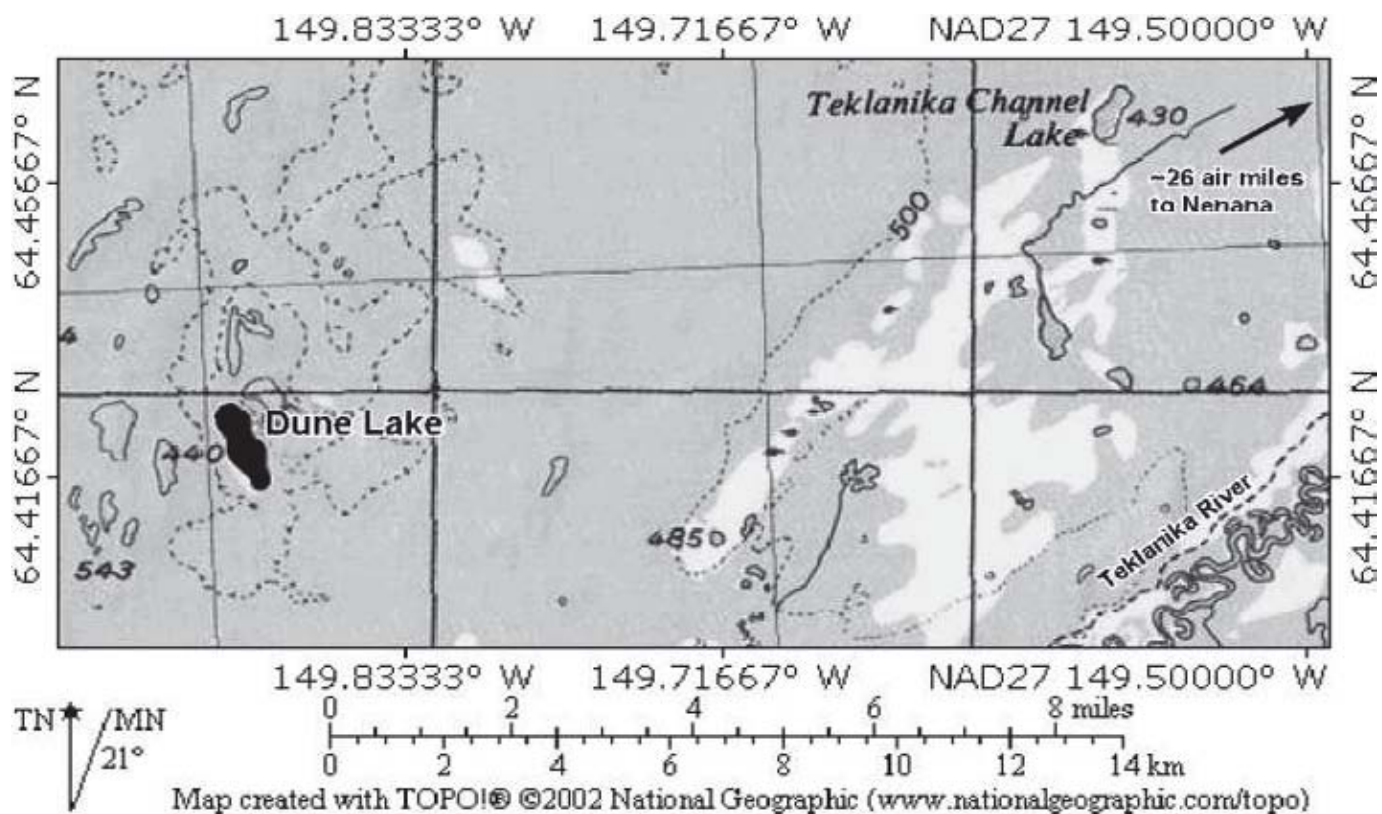 149.83333° W 149.71667° W NAD27 149.50000° W
64.46667° N
64.41667° N
Teklanika Channel
Lake
430
~26 air miles
to Nenana
500
4
464
Dune Lake
440
485
543
Teklanika River
64.46667° N
64.41667° N
149.83333° W 149.71667° W NAD27 149.50000° W
TN
MN
21°
0 2 4 6 8 miles
0 2 4 6 8 10 12 14 km
Map created with TOPO!® ©2002 National Geographic (www.nationalgeographic.com/topo)